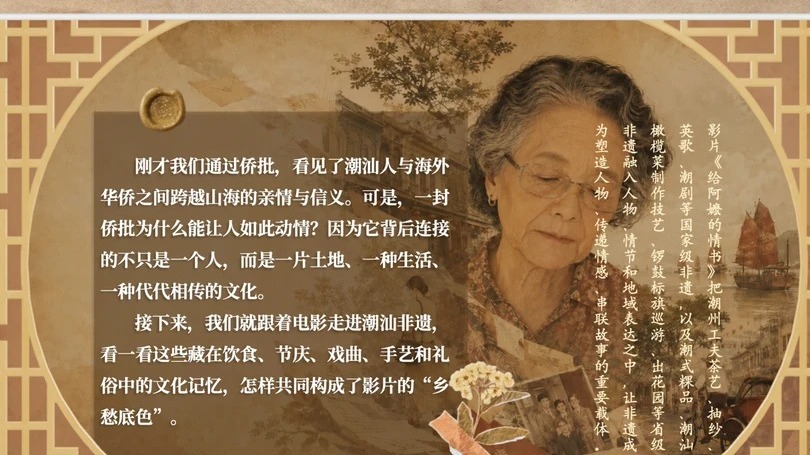 刚才我们通过侨批，看见了潮汕人与海外
华侨之间跨越山海的亲情与信义。可是，一封
侨批为什么能让人如此动情？因为它背后连接
的不只是一个人，而是一片土地、一种生活、
一种代代相传的文化。
接下来，我们就跟着电影走进潮汕非遗，
看一看这些藏在饮食、节庆、戏曲、手艺和礼
俗中的文化记忆，怎样共同构成了影片的“乡
愁底色”。
影片《给阿嬷的情书》把潮州工夫茶艺、抽纱、
英歌、潮剧等国家级非遗，以及潮式粿品、潮汕
橄榄菜制作技艺、锣鼓标旗巡游、出花园等省级
非遗融入人物、情节和地域表达之中，让非遗成
为塑造人物、传递情感、串联故事的重要载体。